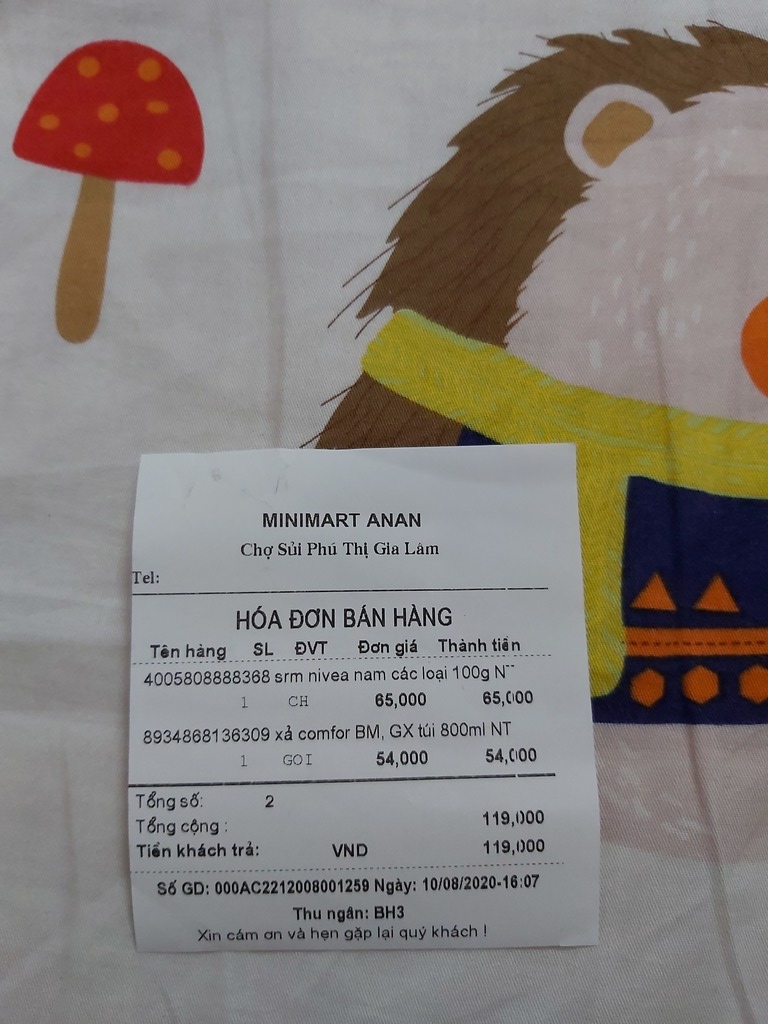 MINIMART ANAN
Chợ Sủi Phú Thị Gia Lâm
Tel:
HÓA ĐƠN BÁN HÀNG
Tên hàng SL ĐVT Đơn giá Thành tiền
4005808888368 srm nivea nam các loại 100g
1 CH 65,000 65,000
8934868136309 xả comfor BM, GX túi 800ml NT
1 GOI 54,000 54,000
Tổng số: 2
Tổng cộng : 119,000
Tiền khách trả: VND 119,000
Số GD: 000AC2212008001259 Ngày: 10/08/2020-16:07
Thu ngân: BH3
Xin cám ơn và hẹn gặp lại quý khách !